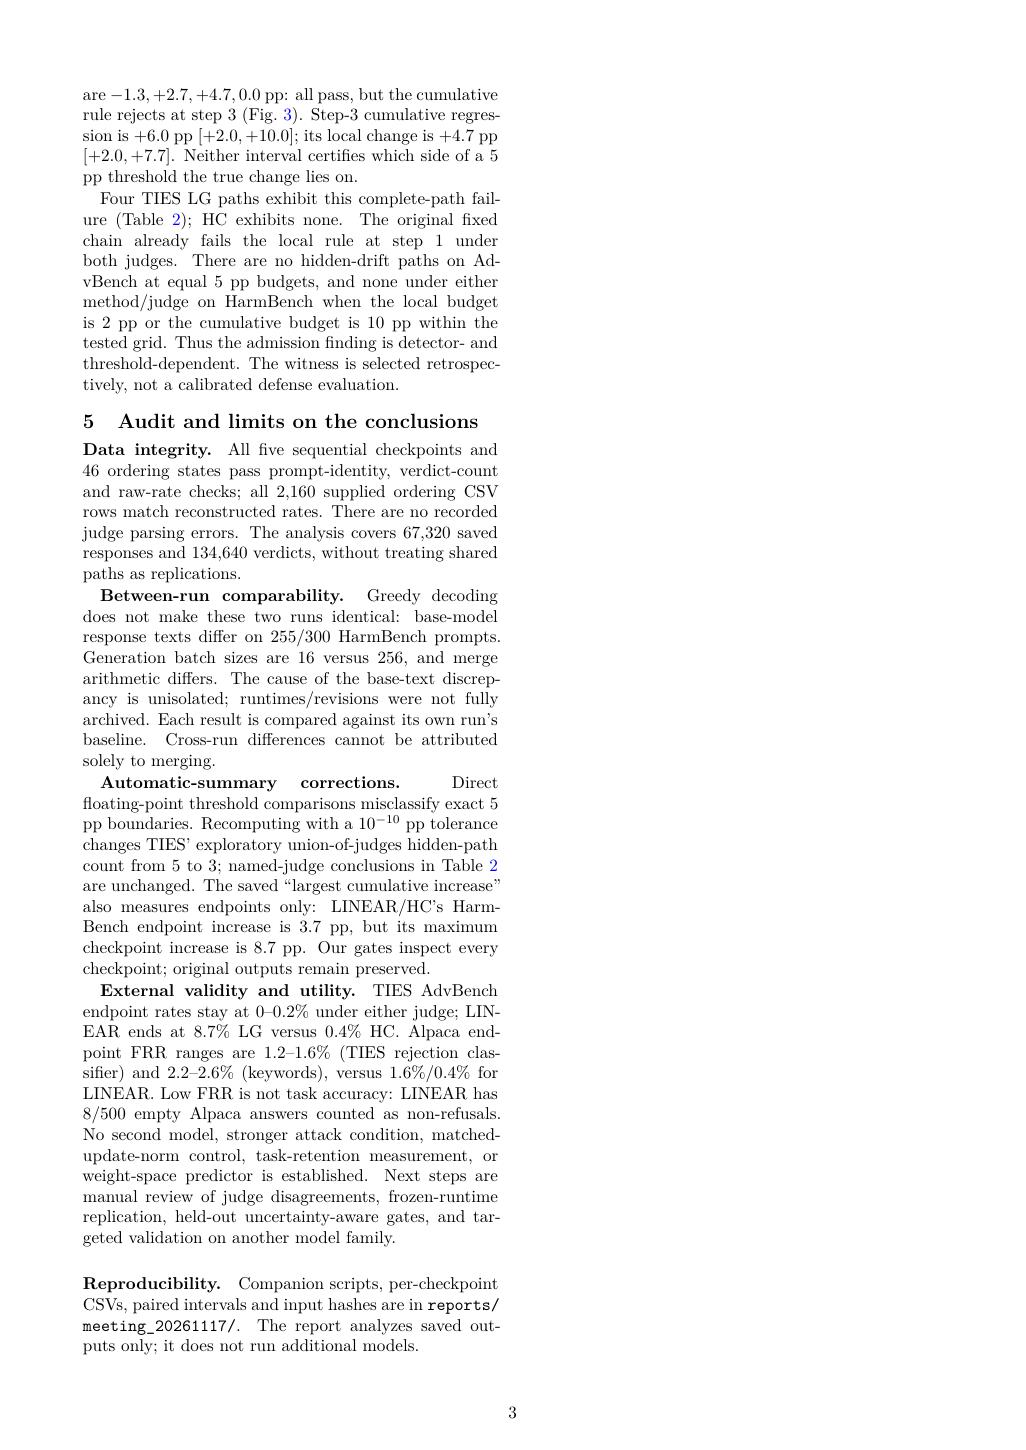 are −1.3, +2.7, +4.7, 0.0 pp: all pass, but the cumulative
rule rejects at step 3 (Fig. 3). Step-3 cumulative regres-
sion is +6.0 pp [+2.0, +10.0]; its local change is +4.7 pp
[+2.0, +7.7]. Neither interval certifies which side of a 5
pp threshold the true change lies on.
Four TIES LG paths exhibit this complete-path fail-
ure (Table 2); HC exhibits none. The original fixed
chain already fails the local rule at step 1 under
both judges. There are no hidden-drift paths on Ad-
vBench at equal 5 pp budgets, and none under either
method/judge on HarmBench when the local budget
is 2 pp or the cumulative budget is 10 pp within the
tested grid. Thus the admission finding is detector- and
threshold-dependent. The witness is selected retrospec-
tively, not a calibrated defense evaluation.
5 Audit and limits on the conclusions
Data integrity. All five sequential checkpoints and
46 ordering states pass prompt-identity, verdict-count
and raw-rate checks; all 2,160 supplied ordering CSV
rows match reconstructed rates. There are no recorded
judge parsing errors. The analysis covers 67,320 saved
responses and 134,640 verdicts, without treating shared
paths as replications.
Between-run comparability. Greedy decoding
does not make these two runs identical: base-model
response texts differ on 255/300 HarmBench prompts.
Generation batch sizes are 16 versus 256, and merge
arithmetic differs. The cause of the base-text discrep-
ancy is unisolated; runtimes/revisions were not fully
archived. Each result is compared against its own run's
baseline. Cross-run differences cannot be attributed
solely to merging.
Automatic-summary corrections. Direct
floating-point threshold comparisons misclassify exact 5
pp boundaries. Recomputing with a 10⁻¹⁰ pp tolerance
changes TIES' exploratory union-of-judges hidden-path
count from 5 to 3; named-judge conclusions in Table 2
are unchanged. The saved “largest cumulative increase”
also measures endpoints only: LINEAR/HC's Harm-
Bench endpoint increase is 3.7 pp, but its maximum
checkpoint increase is 8.7 pp. Our gates inspect every
checkpoint; original outputs remain preserved.
External validity and utility. TIES AdvBench
endpoint rates stay at 0–0.2% under either judge; LIN-
EAR ends at 8.7% LG versus 0.4% HC. Alpaca end-
point FRR ranges are 1.2–1.6% (TIES rejection clas-
sifier) and 2.2–2.6% (keywords), versus 1.6%/0.4% for
LINEAR. Low FRR is not task accuracy: LINEAR has
8/500 empty Alpaca answers counted as non-refusals.
No second model, stronger attack condition, matched-
update-norm control, task-retention measurement, or
weight-space predictor is established. Next steps are
manual review of judge disagreements, frozen-runtime
replication, held-out uncertainty-aware gates, and tar-
geted validation on another model family.
Reproducibility. Companion scripts, per-checkpoint
CSVs, paired intervals and input hashes are in reports/
meeting_20261117/. The report analyzes saved out-
puts only; it does not run additional models.
3